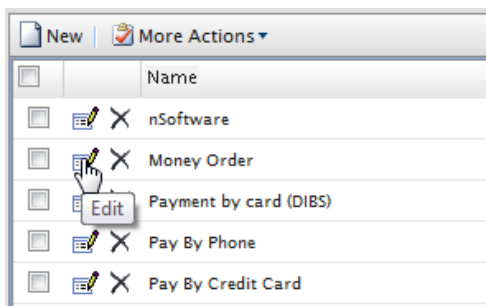 New More Actions
Name
nSoftware
Money Order
Edit
Payment by card (DIBS)
Pay By Phone
Pay By Credit Card